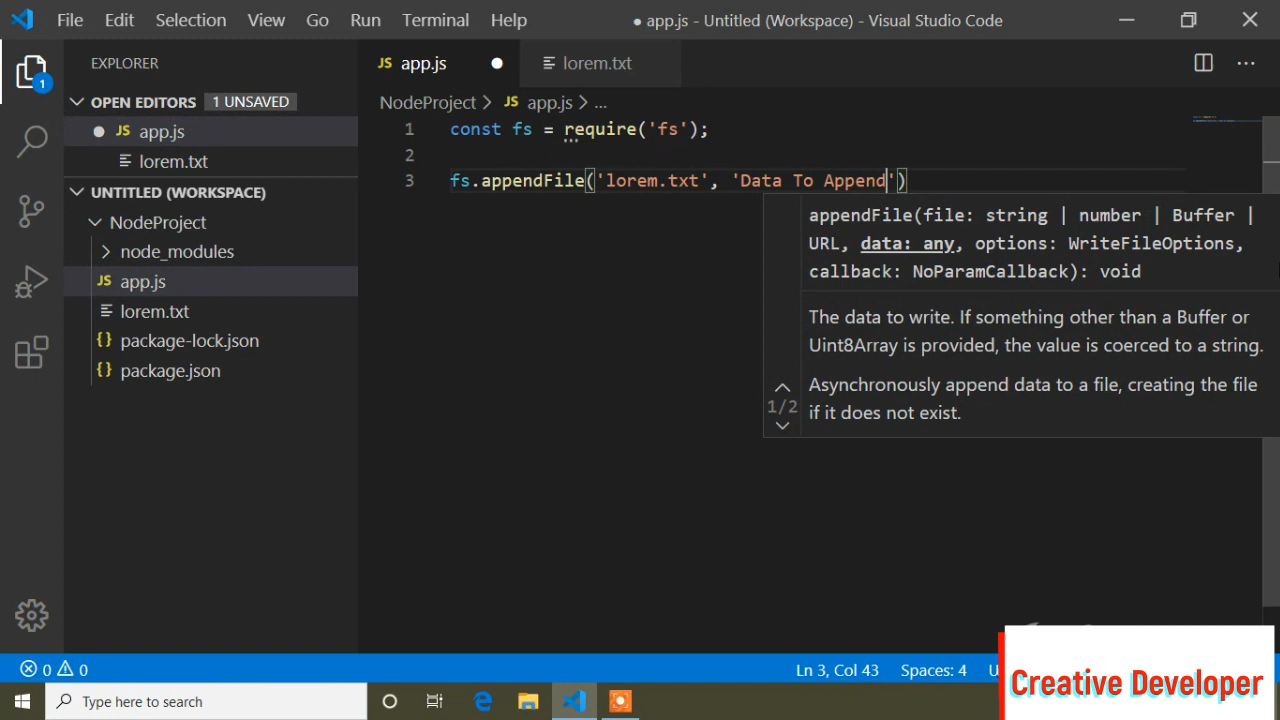 File Edit Selection View Go Run Terminal Help ● app.js - Untitled (Workspace) - Visual Studio Code
EXPLORER
OPEN EDITORS 1 UNSAVED
● JS app.js
lorem.txt
UNTITLED (WORKSPACE)
NodeProject
node_modules
JS app.js
lorem.txt
{} package-lock.json
{} package.json
1
JS app.js ● lorem.txt ...
NodeProject > JS app.js > ...
1 const fs = require('fs');
2
3 fs.appendFile('lorem.txt', 'Data To Append')
appendFile(file: string | number | Buffer |
URL, data: any, options: WriteFileOptions,
callback: NoParamCallback): void
The data to write. If something other than a Buffer or
Uint8Array is provided, the value is coerced to a string.
1/2
Asynchronously append data to a file, creating the file
if it does not exist.
0 0 Ln 3, Col 43 Spaces: 4
Type here to search
Creative Developer